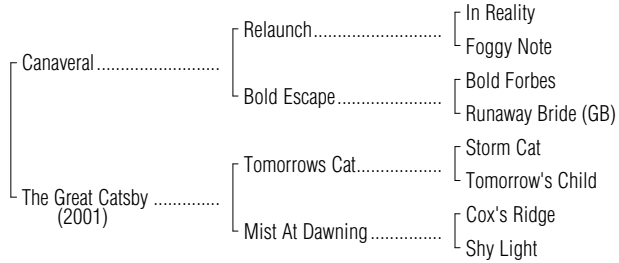 In Reality
Relaunch
Foggy Note
Canaveral
Bold Forbes
Bold Escape
Runaway Bride (GB)
Storm Cat
Tomorrows Cat
Tomorrow's Child
The Great Catsby
(2001)
Cox's Ridge
Mist At Dawning
Shy Light